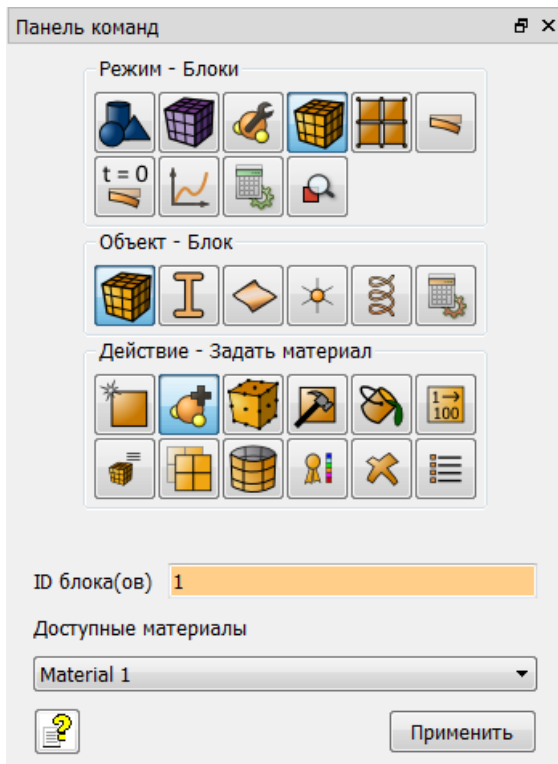 Панель команд
Режим - Блоки
t = 0
Объект - Блок
Действие - Задать материал
1→
100
ID блока(ов) 1
Доступные материалы
Material 1
Применить